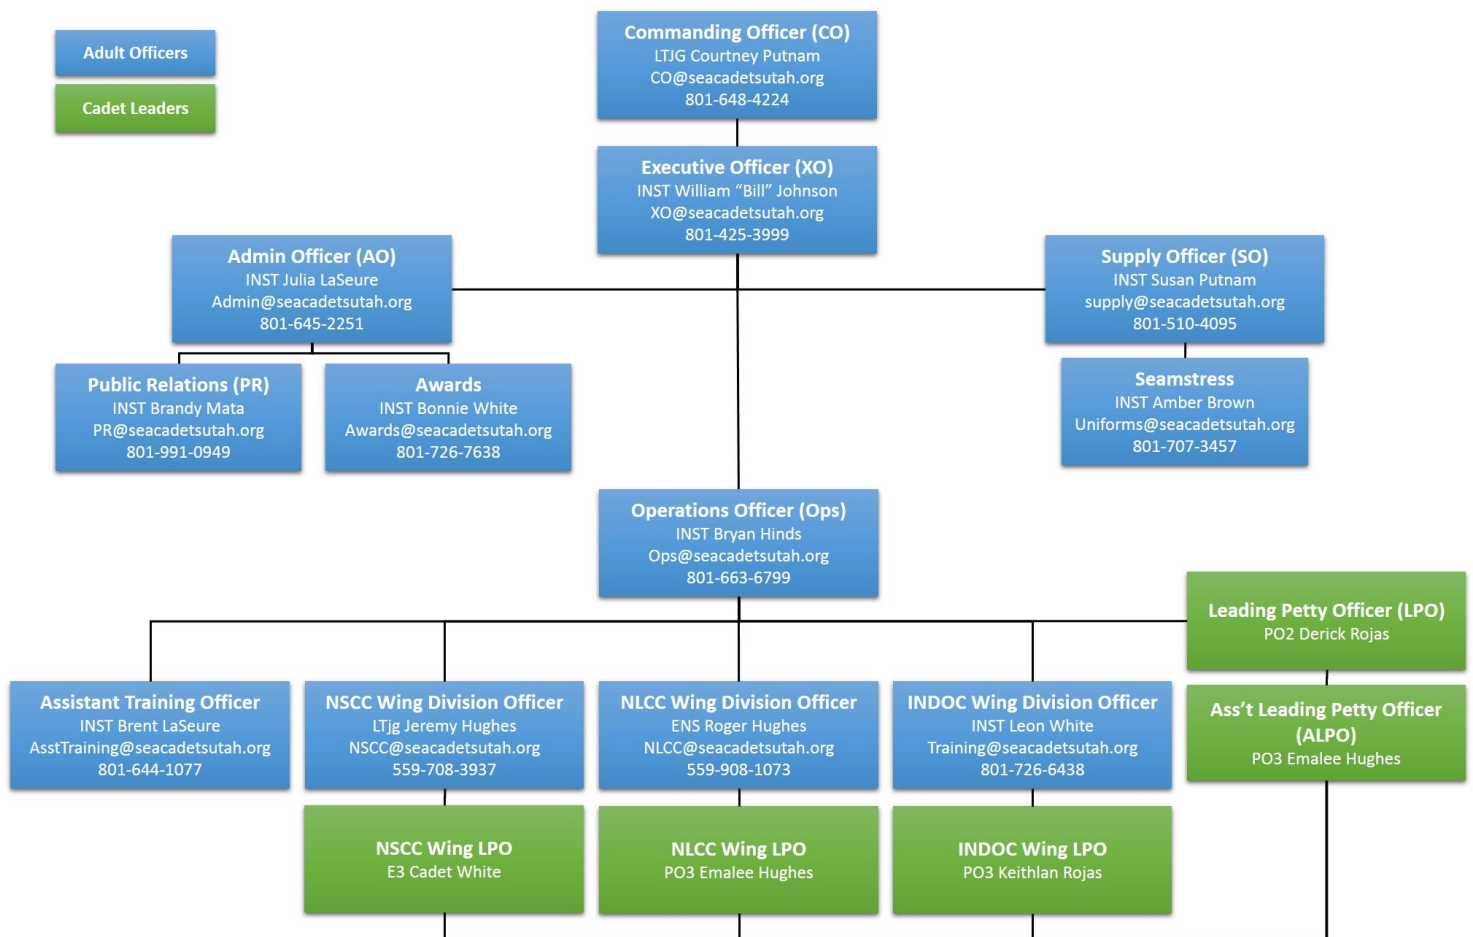 Adult Officers
Cadet Leaders
Commanding Officer (CO)
LTJG Courtney Putnam
CO@seacadetsutah.org
801-648-4224
Executive Officer (XO)
INST William “Bill” Johnson
XO@seacadetsutah.org
801-425-3999
Admin Officer (AO)
INST Julia LaSeure
Admin@seacadetsutah.org
801-645-2251
Supply Officer (SO)
INST Susan Putnam
supply@seacadetsutah.org
801-510-4095
Public Relations (PR)
INST Brandy Mata
PR@seacadetsutah.org
801-991-0949
Awards
INST Bonnie White
Awards@seacadetsutah.org
801-726-7638
Seamstress
INST Amber Brown
Uniforms@seacadetsutah.org
801-707-3457
Operations Officer (Ops)
INST Bryan Hinds
Ops@seacadetsutah.org
801-663-6799
Leading Petty Officer (LPO)
PO2 Derick Rojas
Assistant Training Officer
INST Brent LaSeure
AsstTraining@seacadetsutah.org
801-644-1077
NSCC Wing Division Officer
LTjg Jeremy Hughes
NSCC@seacadetsutah.org
559-708-3937
NLCC Wing Division Officer
ENS Roger Hughes
NLCC@seacadetsutah.org
559-908-1073
INDOC Wing Division Officer
INST Leon White
Training@seacadetsutah.org
801-726-6438
Ass’t Leading Petty Officer
(ALPO)
PO3 Emalee Hughes
NSCC Wing LPO
E3 Cadet White
NLCC Wing LPO
PO3 Emalee Hughes
INDOC Wing LPO
PO3 Keithlan Rojas